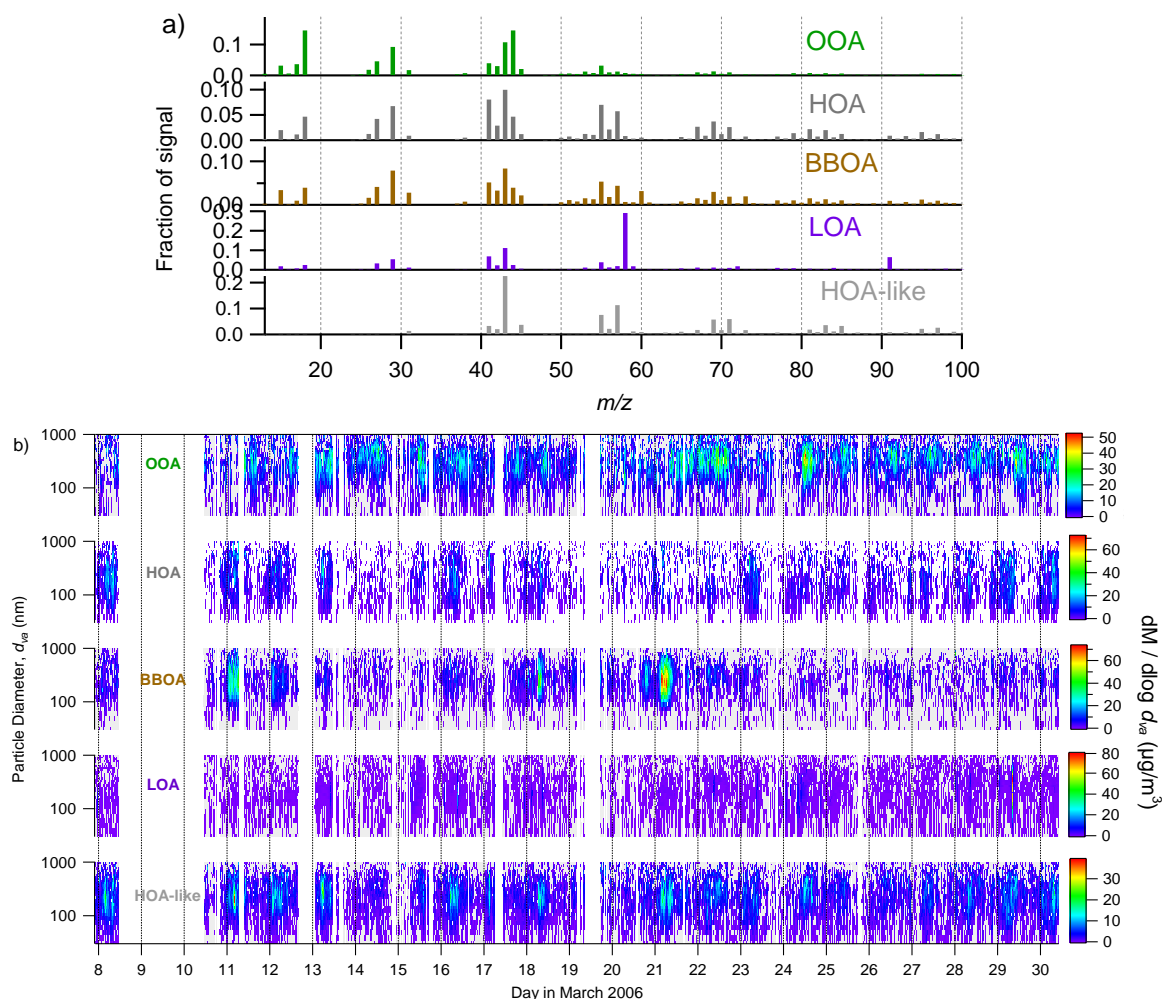 a)
Fraction of signal
0.1
0.0
OOA
0.10
0.05
0.00
HOA
0.10
0.00
BBOA
0.3
0.2
0.1
0.0
LOA
0.2
0.1
0.0
HOA-like
20 30 40 50 60 70 80 90 100
m/z
b)
Particle Diameter, dva (nm)
1000
100
OOA
50
40
30
20
10
0
1000
100
HOA
60
40
20
0
1000
100
BBOA
60
40
20
0
1000
100
LOA
80
60
40
20
0
1000
100
HOA-like
30
20
10
0
dM / dlog dva (µg/m³)
8 9 10 11 12 13 14 15 16 17 18 19 20 21 22 23 24 25 26 27 28 29 30
Day in March 2006